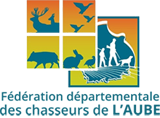 Fédération départementale
des chasseurs de L'AUBE